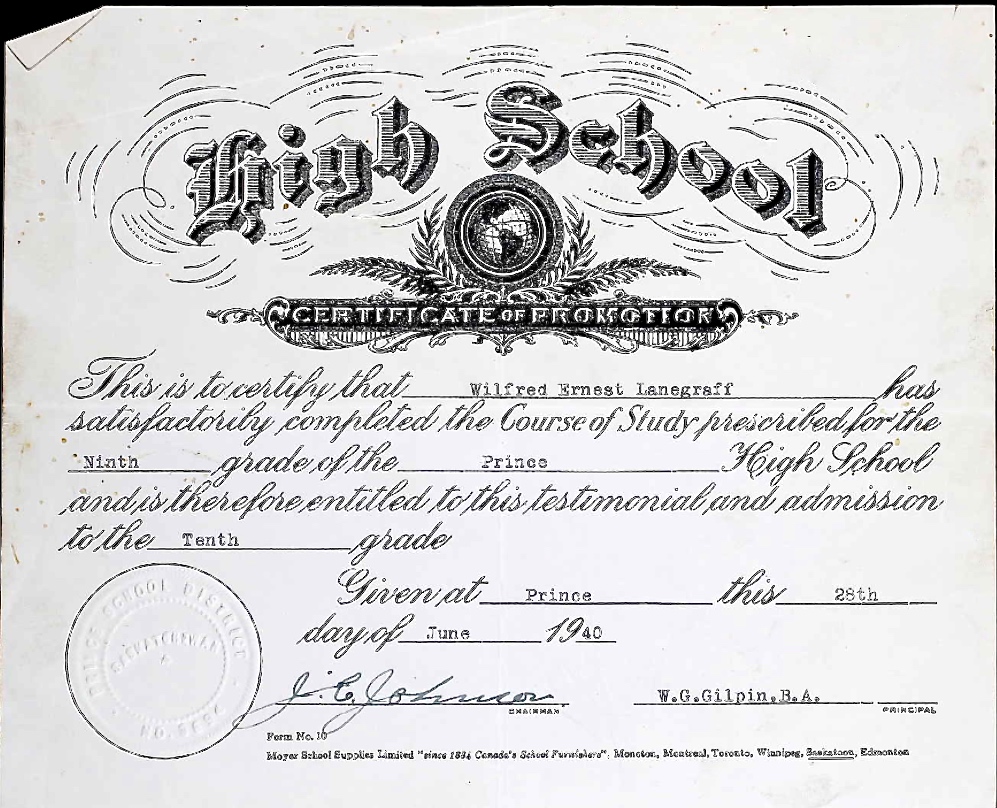 High School
CERTIFICATE OF PROMOTION
This is to certify that Wilfred Ernest Lanegraff has
satisfactorily completed the Course of Study prescribed for the
Ninth grade of the Prince High School
and is therefore entitled to this testimonial and admission
to the Tenth grade
Given at Prince this 28th
day of June 1940
SCHOOL DISTRICT
SASKATCHEWAN
NO.
J. C. Johnson
W.G.Gilpin,B.A.
CHAIRMAN
PRINCIPAL
Form No. 10
Moyer School Supplies Limited "since 1884 Canada's School Furnishers", Moncton, Montreal, Toronto, Winnipeg, Saskatoon, Edmonton